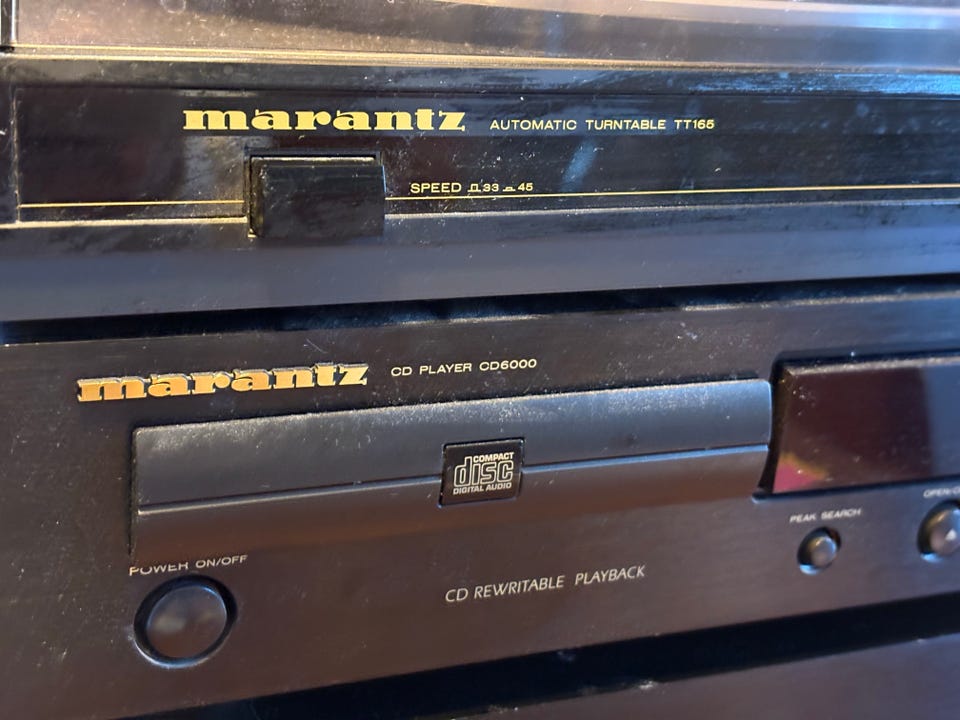 marantz AUTOMATIC TURNTABLE TT165
SPEED 33 45
marantz CD PLAYER CD6000
COMPACT
disc
DIGITAL AUDIO
PEAK SEARCH
POWER ON/OFF
CD REWRITABLE PLAYBACK